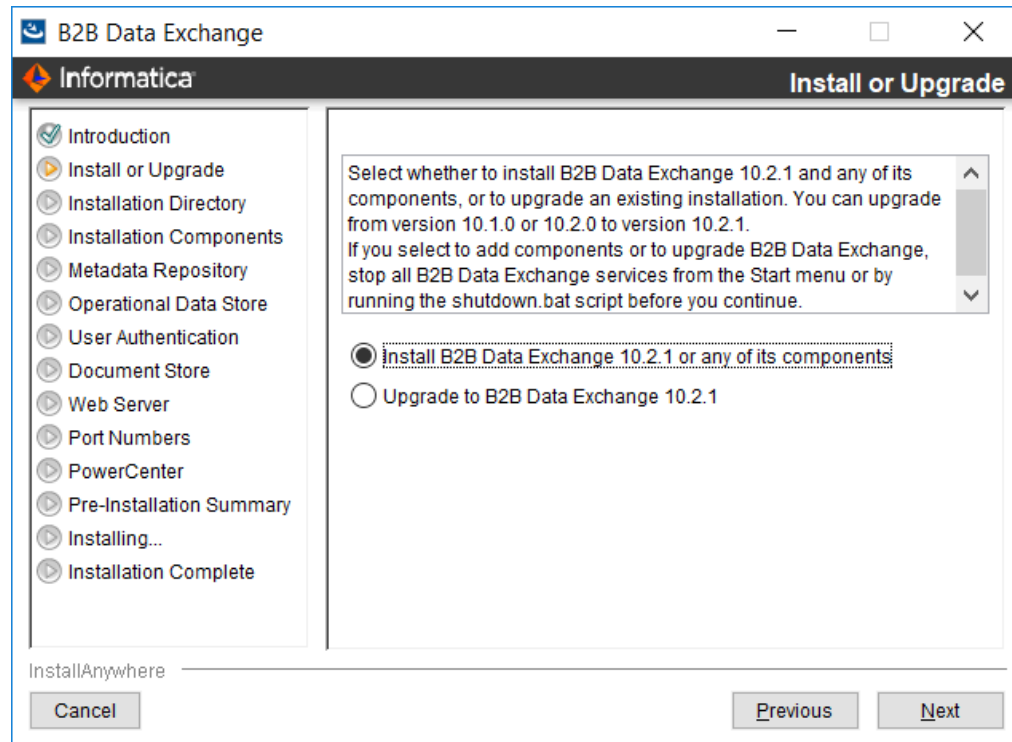 B2B Data Exchange
Informatica
Install or Upgrade
Introduction
Install or Upgrade
Installation Directory
Installation Components
Metadata Repository
Operational Data Store
User Authentication
Document Store
Web Server
Port Numbers
PowerCenter
Pre-Installation Summary
Installing...
Installation Complete
Select whether to install B2B Data Exchange 10.2.1 and any of its
components, or to upgrade an existing installation. You can upgrade
from version 10.1.0 or 10.2.0 to version 10.2.1.
If you select to add components or to upgrade B2B Data Exchange,
stop all B2B Data Exchange services from the Start menu or by
running the shutdown.bat script before you continue.
Install B2B Data Exchange 10.2.1 or any of its components
Upgrade to B2B Data Exchange 10.2.1
InstallAnywhere
Cancel
Previous
Next